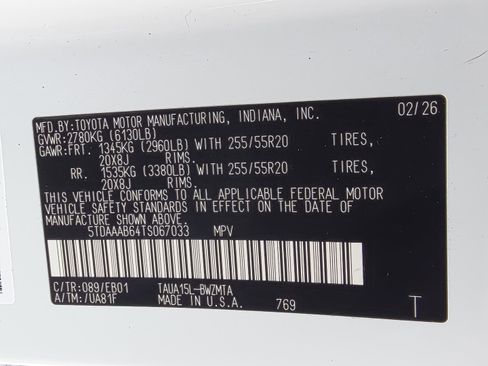 MFD.BY:TOYOTA MOTOR MANUFACTURING, INDIANA, INC. 02/26
GVWR:2780KG (6130LB)
GAWR:FRT. 1345KG (2960LB) WITH 255/55R20 TIRES,
20X8J RIMS.
RR. 1535KG (3380LB) WITH 255/55R20 TIRES,
20X8J RIMS.
THIS VEHICLE CONFORMS TO ALL APPLICABLE FEDERAL MOTOR
VEHICLE SAFETY STANDARDS IN EFFECT ON THE DATE OF
MANUFACTURE SHOWN ABOVE.
5TDAAAB64TS067033 MPV
C/TR:089/EB01 TAUA15L-BWZMTA
A/TM:/UA81F MADE IN U.S.A. 769 T